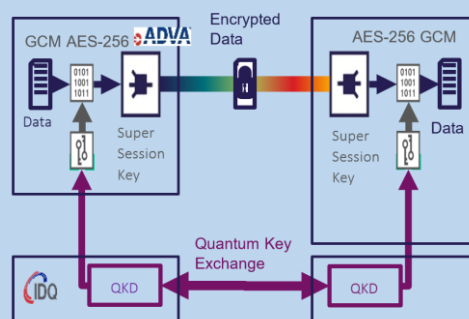 GCM AES-256
ADVA
Encrypted
Data
AES-256 GCM
0101
1001
1011
0101
1001
1011
Data
Super
Session
Key
Super
Session
Key
Data
Quantum Key
Exchange
IDQ
QKD
QKD